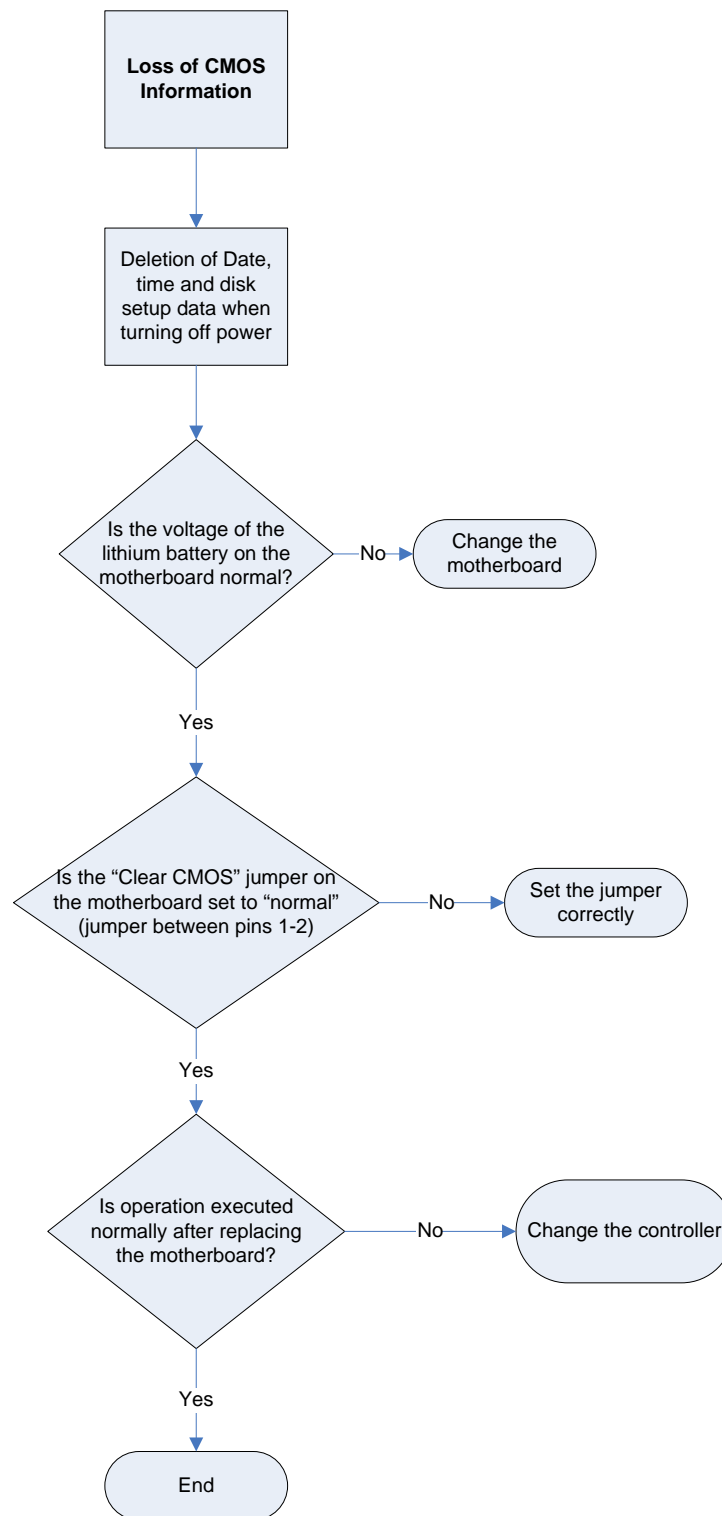 Loss of CMOS
Information
Deletion of Date,
time and disk
setup data when
turning off power
Is the voltage of the
lithium battery on the
motherboard normal?
No
Change the
motherboard
Yes
Is the “Clear CMOS” jumper on
the motherboard set to “normal”
(jumper between pins 1-2)
No
Set the jumper
correctly
Yes
Is operation executed
normally after replacing
the motherboard?
No
Change the controller
Yes
End